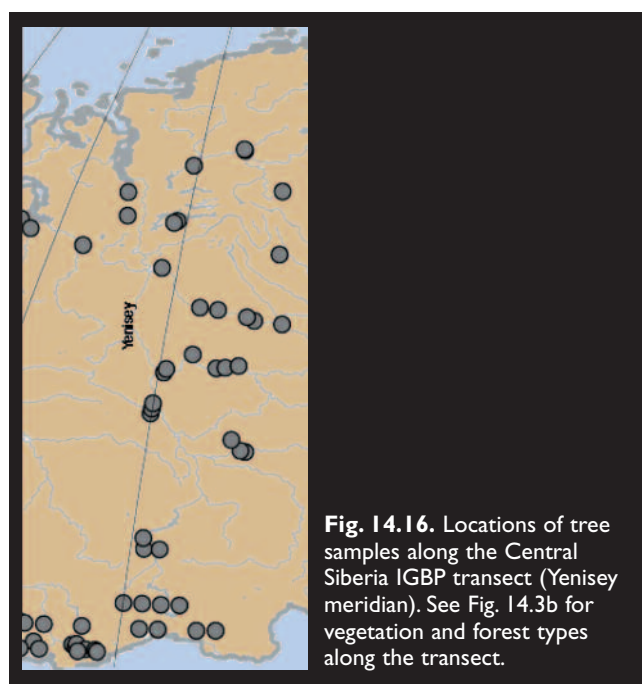 Yenisey
Fig. 14.16. Locations of tree
samples along the Central
Siberia IGBP transect (Yenisey
meridian). See Fig. 14.3b for
vegetation and forest types
along the transect.